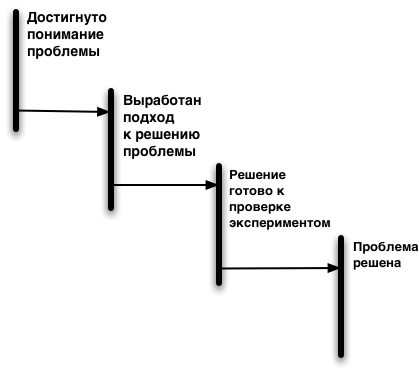 Достигнуто
понимание
проблемы
Выработан
подход
к решению
проблемы
Решение
готово к
проверке
экспериментом
Проблема
решена